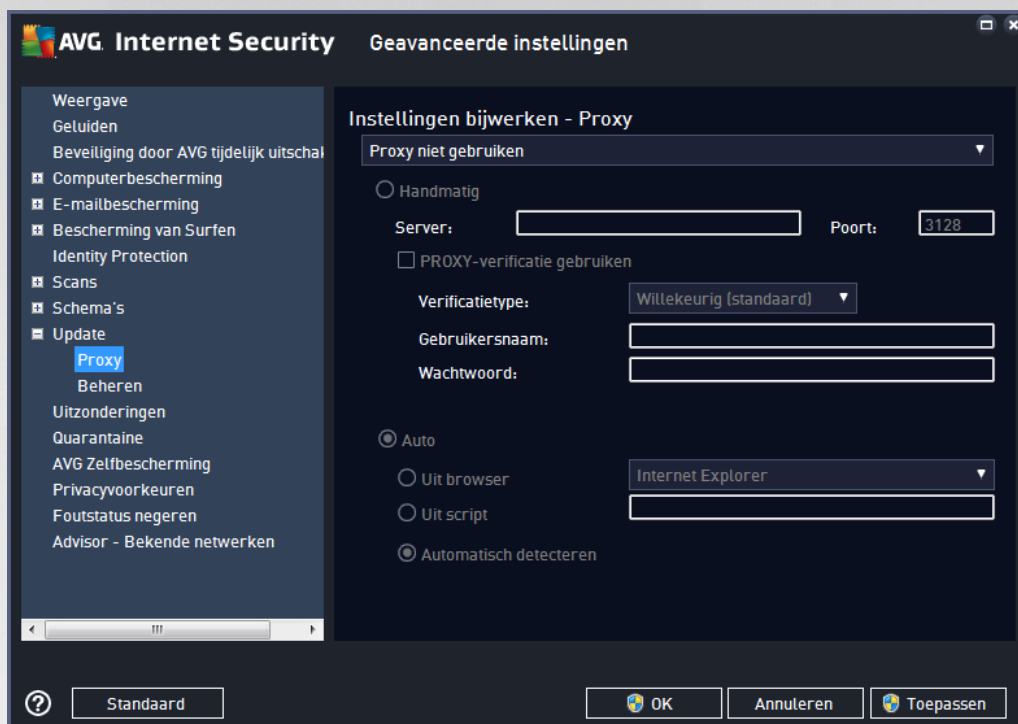 AVG. Internet Security Geavanceerde instellingen
Weergave
Geluiden
Beveiliging door AVG tijdelijk uitschak
Computerbescherming
E-mailbescherming
Bescherming van Surfen
Identity Protection
Scans
Schema's
Update
Proxy
Beheren
Uitzonderingen
Quarantaine
AVG Zelfbescherming
Privacyvoorkeuren
Foutstatus negeren
Advisor - Bekende netwerken
Instellingen bijwerken - Proxy
Proxy niet gebruiken
Handmatig
Server: Poort: 3128
PROXY-verificatie gebruiken
Verificatietype: Willekeurig (standaard)
Gebruikersnaam:
Wachtwoord:
Auto
Uit browser Internet Explorer
Uit script
Automatisch detecteren
? Standaard OK Annuleren Toepassen